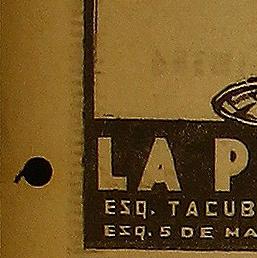 LA P
ESQ. TACUB
ESQ. 5 DE MA